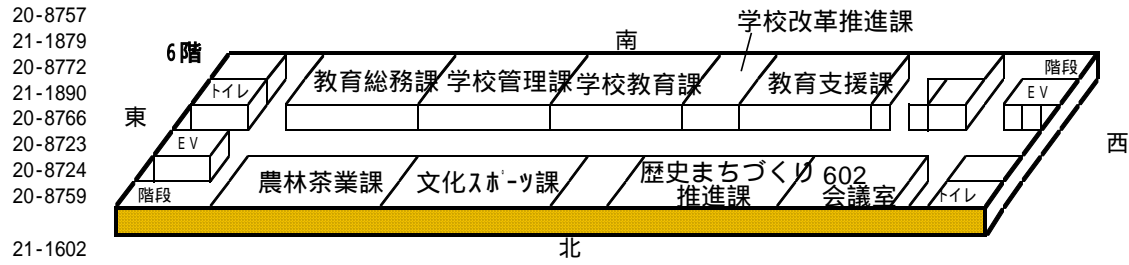 20-8757
21-1879
20-8772
21-1890
20-8766
20-8723
20-8724
20-8759
21-1602
6階
南
学校改革推進課
教育総務課 学校管理課 学校教育課 教育支援課
階段
トイレ
EV
東
EV
西
農林茶業課 文化スポーツ課 歴史まちづくり 602
推進課 会議室
階段
トイレ
北